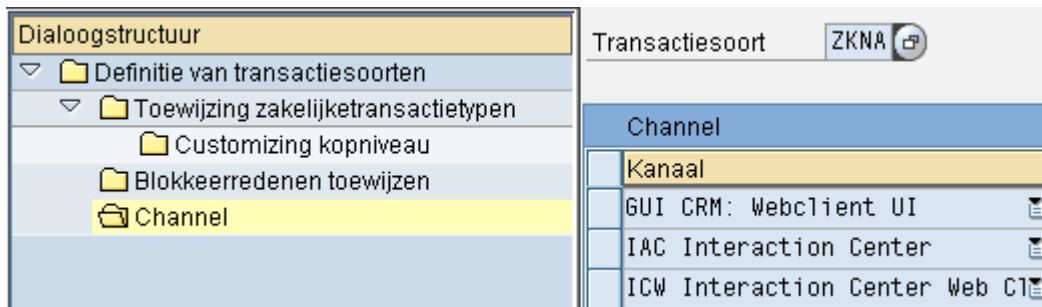 Dialoogstructuur
Definitie van transactiesoorten
Toewijzing zakelijketransactietypen
Customizing kopniveau
Blokkeerredenen toewijzen
Channel
Transactiesoort ZKNA
Channel
Kanaal
GUI CRM: Webclient UI
IAC Interaction Center
ICW Interaction Center Web Cl